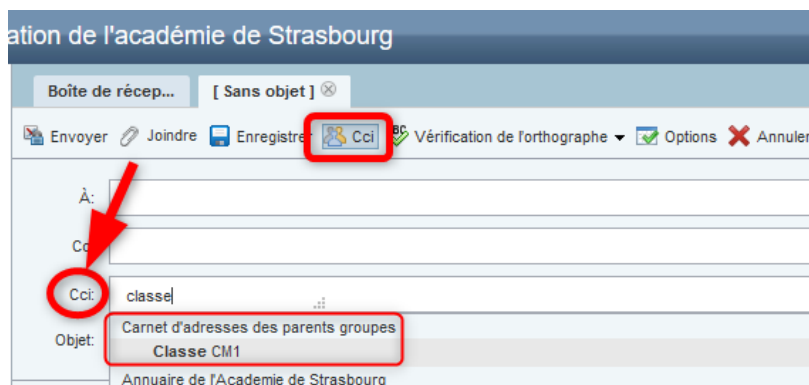 ation de l'académie de Strasbourg
Boîte de récep... [ Sans objet ]
Envoyer Joindre Enregistrer Cci Vérification de l'orthographe Options Annuler
À:
Cc
Cci: classe
Carnet d'adresses des parents groupes
Objet:
Classe CM1
Annuaire de l'Academie de Strasbourg